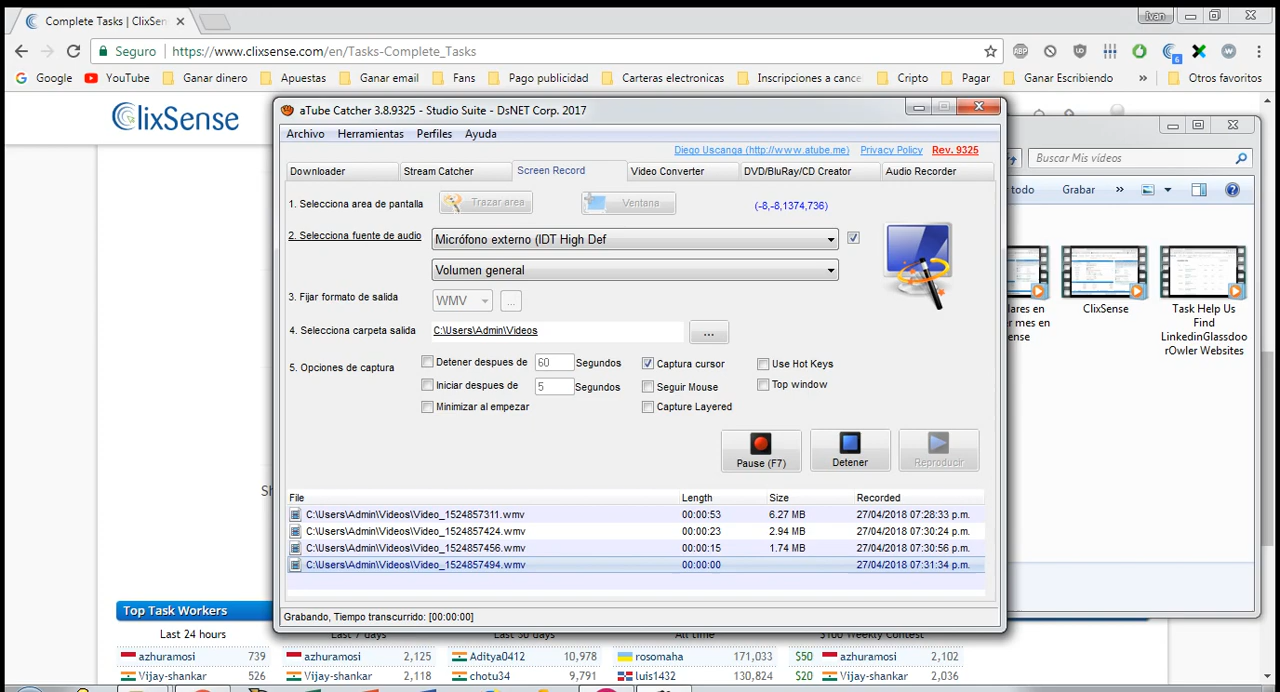 Complete Tasks | ClixSen
Ivan
Seguro
https://www.clixsense.com/en/Tasks-Complete_Tasks
ABP
6
W
Google
YouTube
Ganar dinero
Apuestas
Ganar email
Fans
Pago publicidad
Carteras electronicas
Inscripciones a cance
Cripto
Pagar
Ganar Escribiendo
»
Otros favoritos
ClixSense
aTube Catcher 3.8.9325 - Studio Suite - DsNET Corp. 2017
Archivo Herramientas Perfiles Ayuda
Diego Uscanga (http://www.atube.me) Privacy Policy Rev. 9325
Downloader
Stream Catcher
Screen Record
Video Converter
DVD/BluRay/CD Creator
Audio Recorder
1. Selecciona area de pantalla
Trazar area
Ventana
(-8,-8,1374,736)
2. Selecciona fuente de audio
Micrófono externo (IDT High Def
Volumen general
3. Fijar formato de salida
WMV
...
4. Selecciona carpeta salida
C:\Users\Admin\Videos
...
5. Opciones de captura
Detener despues de 60 Segundos
Captura cursor
Use Hot Keys
Iniciar despues de 5 Segundos
Seguir Mouse
Top window
Minimizar al empezar
Capture Layered
Pause (F7)
Detener
Reproducir
File Length Size Recorded
C:\Users\Admin\Videos\Video_1524857311.wmv 00:00:53 6.27 MB 27/04/2018 07:28:33 p.m.
C:\Users\Admin\Videos\Video_1524857424.wmv 00:00:23 2.94 MB 27/04/2018 07:30:24 p.m.
C:\Users\Admin\Videos\Video_1524857456.wmv 00:00:15 1.74 MB 27/04/2018 07:30:56 p.m.
C:\Users\Admin\Videos\Video_1524857494.wmv 00:00:00 27/04/2018 07:31:34 p.m.
Grabando, Tiempo transcurrido: [00:00:00]
Buscar Mis vídeos
todo
Grabar
»
lares en
r mes en
ense
ClixSense
Task Help Us
Find
LinkedinGlassdoo
rOwler Websites
Sh
Top Task Workers
Last 24 hours
Last 7 days
Last 30 days
All time
$100 Weekly Contest
azhuramosi 739
azhuramosi 2,125
Aditya0412 10,978
rosomaha 171,033
$50 azhuramosi 2,102
Vijay-shankar 526
Vijay-shankar 2,118
chotu34 9,791
luis1432 130,824
$20 Vijay-shankar 2,036